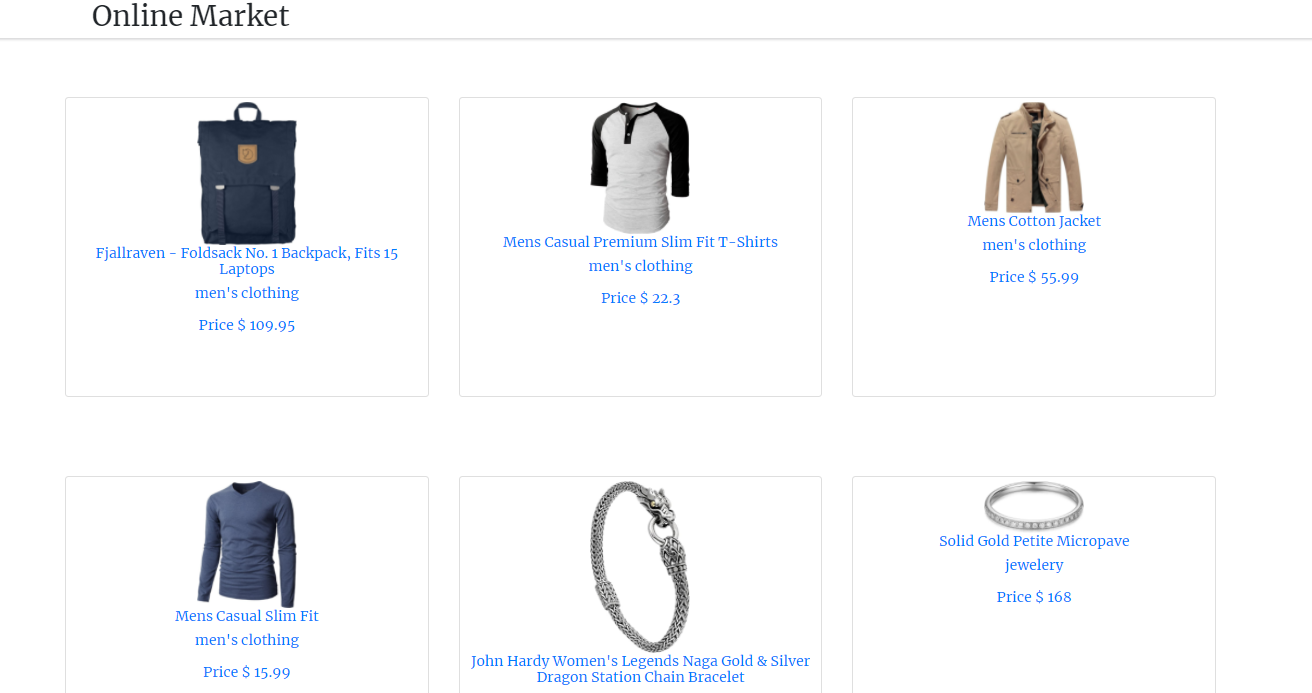 Online Market
Fjallraven - Foldsack No. 1 Backpack, Fits 15
Laptops
men's clothing
Price $ 109.95
Mens Casual Premium Slim Fit T-Shirts
men's clothing
Price $ 22.3
Mens Cotton Jacket
men's clothing
Price $ 55.99
Mens Casual Slim Fit
men's clothing
Price $ 15.99
John Hardy Women's Legends Naga Gold & Silver
Dragon Station Chain Bracelet
Solid Gold Petite Micropave
jewelery
Price $ 168